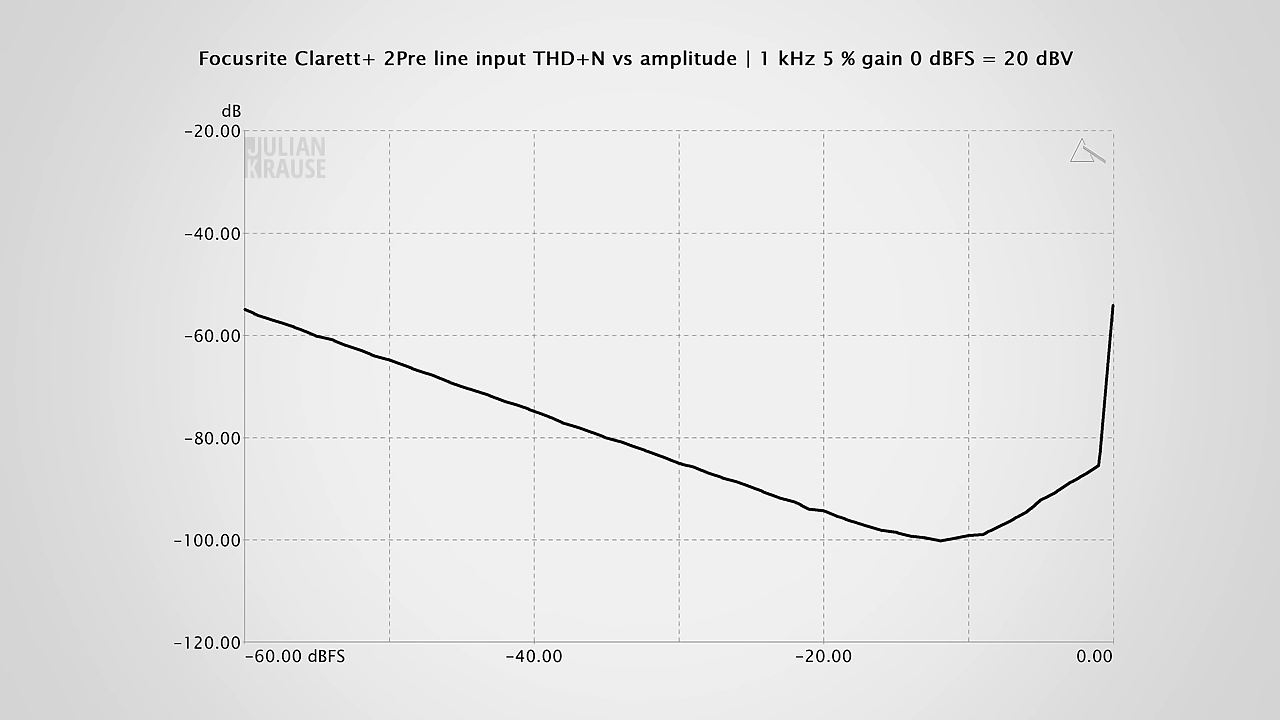 Focusrite Clarett+ 2Pre line input THD+N vs amplitude | 1 kHz 5 % gain 0 dBFS = 20 dBV
dB
-20.00
JULIAN
KRAUSE
-40.00
-60.00
-80.00
-100.00
-120.00
-60.00 dBFS
-40.00
-20.00
0.00